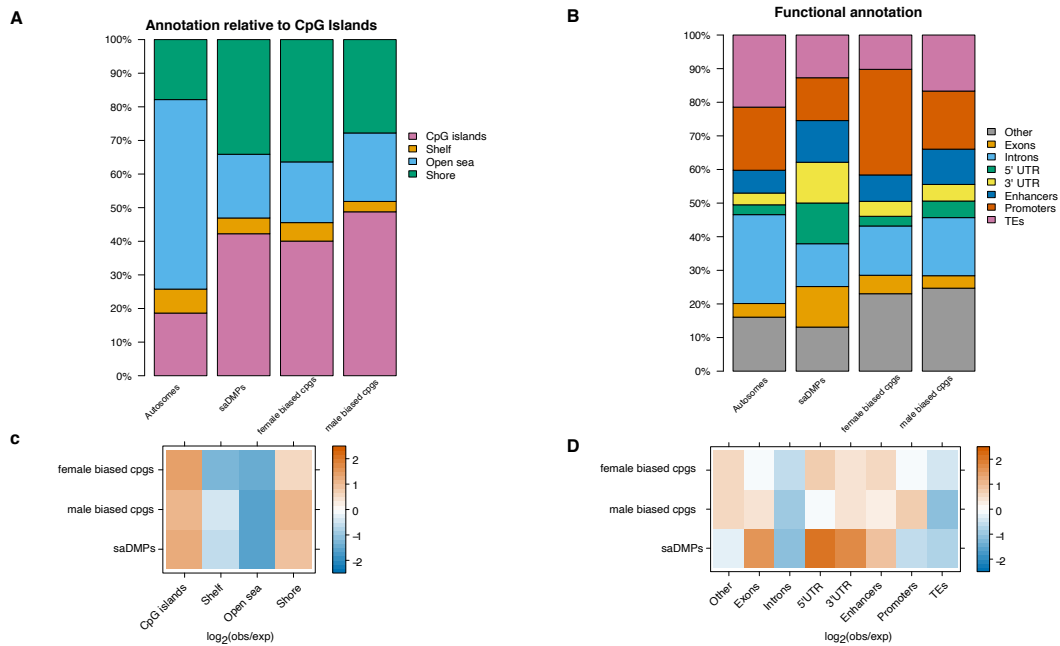 A
Annotation relative to CpG Islands
100%
90%
80%
70%
60%
50%
40%
30%
20%
10%
0%
Autosomes
saDMPs
female biased cpgs
male biased cpgs
CpG islands
Shelf
Open sea
Shore
B
Functional annotation
100%
90%
80%
70%
60%
50%
40%
30%
20%
10%
0%
Autosomes
saDMPs
female biased cpgs
male biased cpgs
Other
Exons
Introns
5' UTR
3' UTR
Enhancers
Promoters
TEs
C
female biased cpgs
male biased cpgs
saDMPs
CpG islands
Shelf
Open sea
Shore
log2(obs/exp)
2
1
0
-1
-2
D
female biased cpgs
male biased cpgs
saDMPs
Other
Exons
Introns
5'UTR
3'UTR
Enhancers
Promoters
TEs
log2(obs/exp)
2
1
0
-1
-2